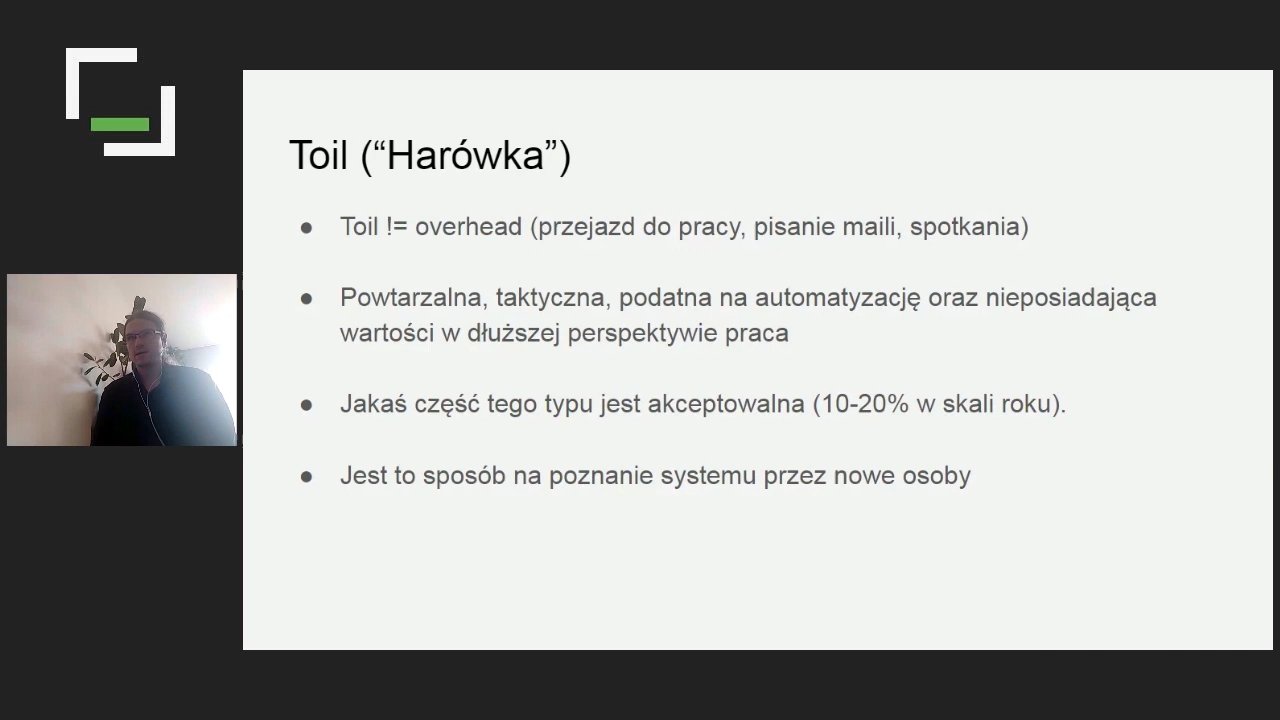 Toil (“Harówka”)
● Toil != overhead (przejazd do pracy, pisanie maili, spotkania)
● Powtarzalna, taktyczna, podatna na automatyzację oraz nieposiadająca
wartości w dłuższej perspektywie praca
● Jakaś część tego typu jest akceptowalna (10-20% w skali roku).
● Jest to sposób na poznanie systemu przez nowe osoby